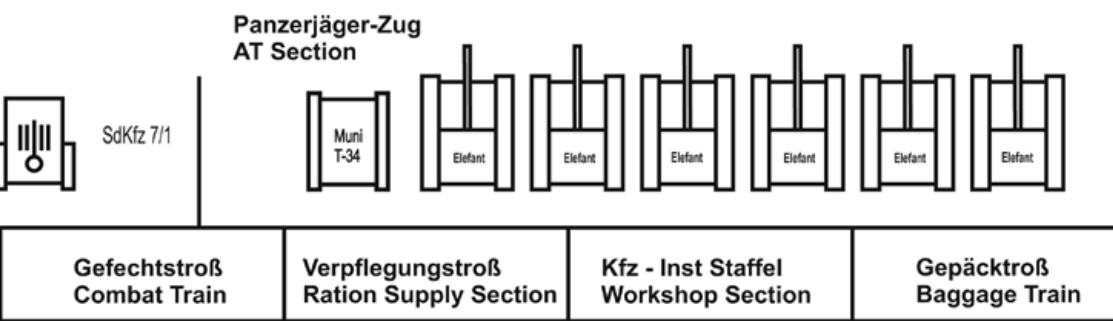 Panzerjäger-Zug
AT Section
SdKfz 7/1
Muni
T-34
Elefant
Elefant
Elefant
Elefant
Elefant
Elefant
Gefechtstroß
Combat Train
Verpflegungstroß
Ration Supply Section
Kfz - Inst Staffel
Workshop Section
Gepäcktroß
Baggage Train